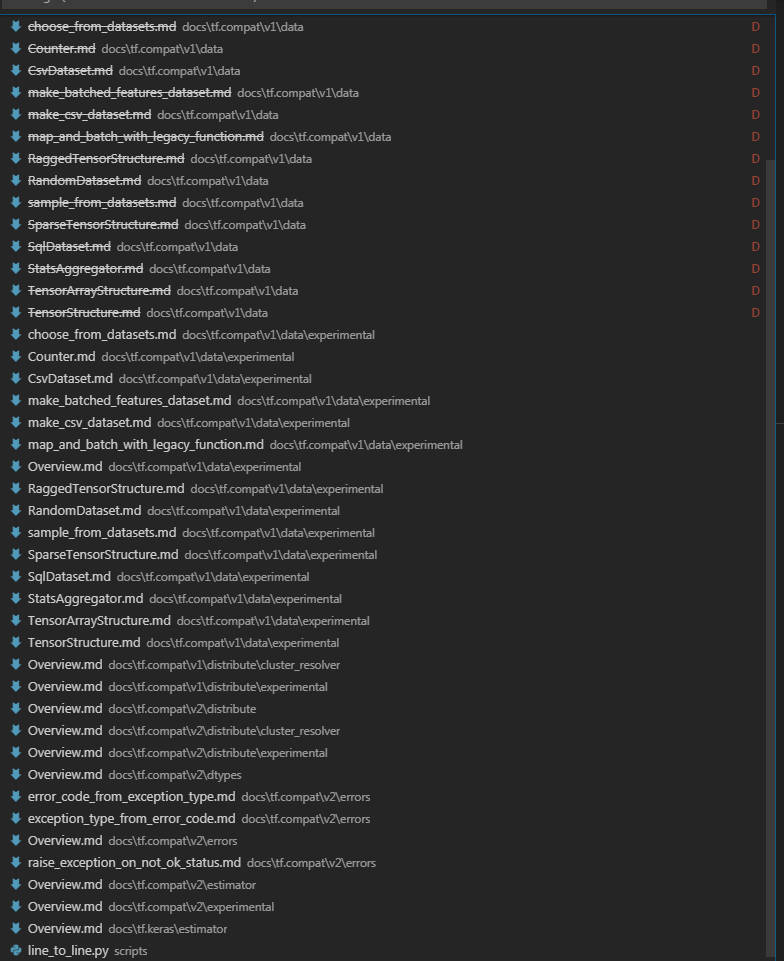 choose_from_datasets.md docs\tf.compat\v1\data D
Counter.md docs\tf.compat\v1\data D
CsvDataset.md docs\tf.compat\v1\data D
make_batched_features_dataset.md docs\tf.compat\v1\data D
make_csv_dataset.md docs\tf.compat\v1\data D
map_and_batch_with_legacy_function.md docs\tf.compat\v1\data D
RaggedTensorStructure.md docs\tf.compat\v1\data D
RandomDataset.md docs\tf.compat\v1\data D
sample_from_datasets.md docs\tf.compat\v1\data D
SparseTensorStructure.md docs\tf.compat\v1\data D
SqlDataset.md docs\tf.compat\v1\data D
StatsAggregator.md docs\tf.compat\v1\data D
TensorArrayStructure.md docs\tf.compat\v1\data D
TensorStructure.md docs\tf.compat\v1\data D
choose_from_datasets.md docs\tf.compat\v1\data\experimental
Counter.md docs\tf.compat\v1\data\experimental
CsvDataset.md docs\tf.compat\v1\data\experimental
make_batched_features_dataset.md docs\tf.compat\v1\data\experimental
make_csv_dataset.md docs\tf.compat\v1\data\experimental
map_and_batch_with_legacy_function.md docs\tf.compat\v1\data\experimental
Overview.md docs\tf.compat\v1\data\experimental
RaggedTensorStructure.md docs\tf.compat\v1\data\experimental
RandomDataset.md docs\tf.compat\v1\data\experimental
sample_from_datasets.md docs\tf.compat\v1\data\experimental
SparseTensorStructure.md docs\tf.compat\v1\data\experimental
SqlDataset.md docs\tf.compat\v1\data\experimental
StatsAggregator.md docs\tf.compat\v1\data\experimental
TensorArrayStructure.md docs\tf.compat\v1\data\experimental
TensorStructure.md docs\tf.compat\v1\data\experimental
Overview.md docs\tf.compat\v1\distribute\cluster_resolver
Overview.md docs\tf.compat\v1\distribute\experimental
Overview.md docs\tf.compat\v2\distribute
Overview.md docs\tf.compat\v2\distribute\cluster_resolver
Overview.md docs\tf.compat\v2\distribute\experimental
Overview.md docs\tf.compat\v2\dtypes
error_code_from_exception_type.md docs\tf.compat\v2\errors
exception_type_from_error_code.md docs\tf.compat\v2\errors
Overview.md docs\tf.compat\v2\errors
raise_exception_on_not_ok_status.md docs\tf.compat\v2\errors
Overview.md docs\tf.compat\v2\estimator
Overview.md docs\tf.compat\v2\experimental
Overview.md docs\tf.keras\estimator
line_to_line.py scripts